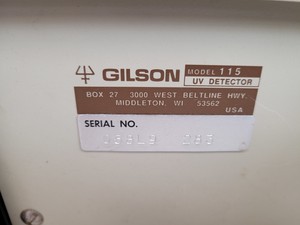 GILSON
MODEL 115
UV DETECTOR
BOX 27 3000 WEST BELTLINE HWY.
MIDDLETON, WI 53562
USA
SERIAL NO.